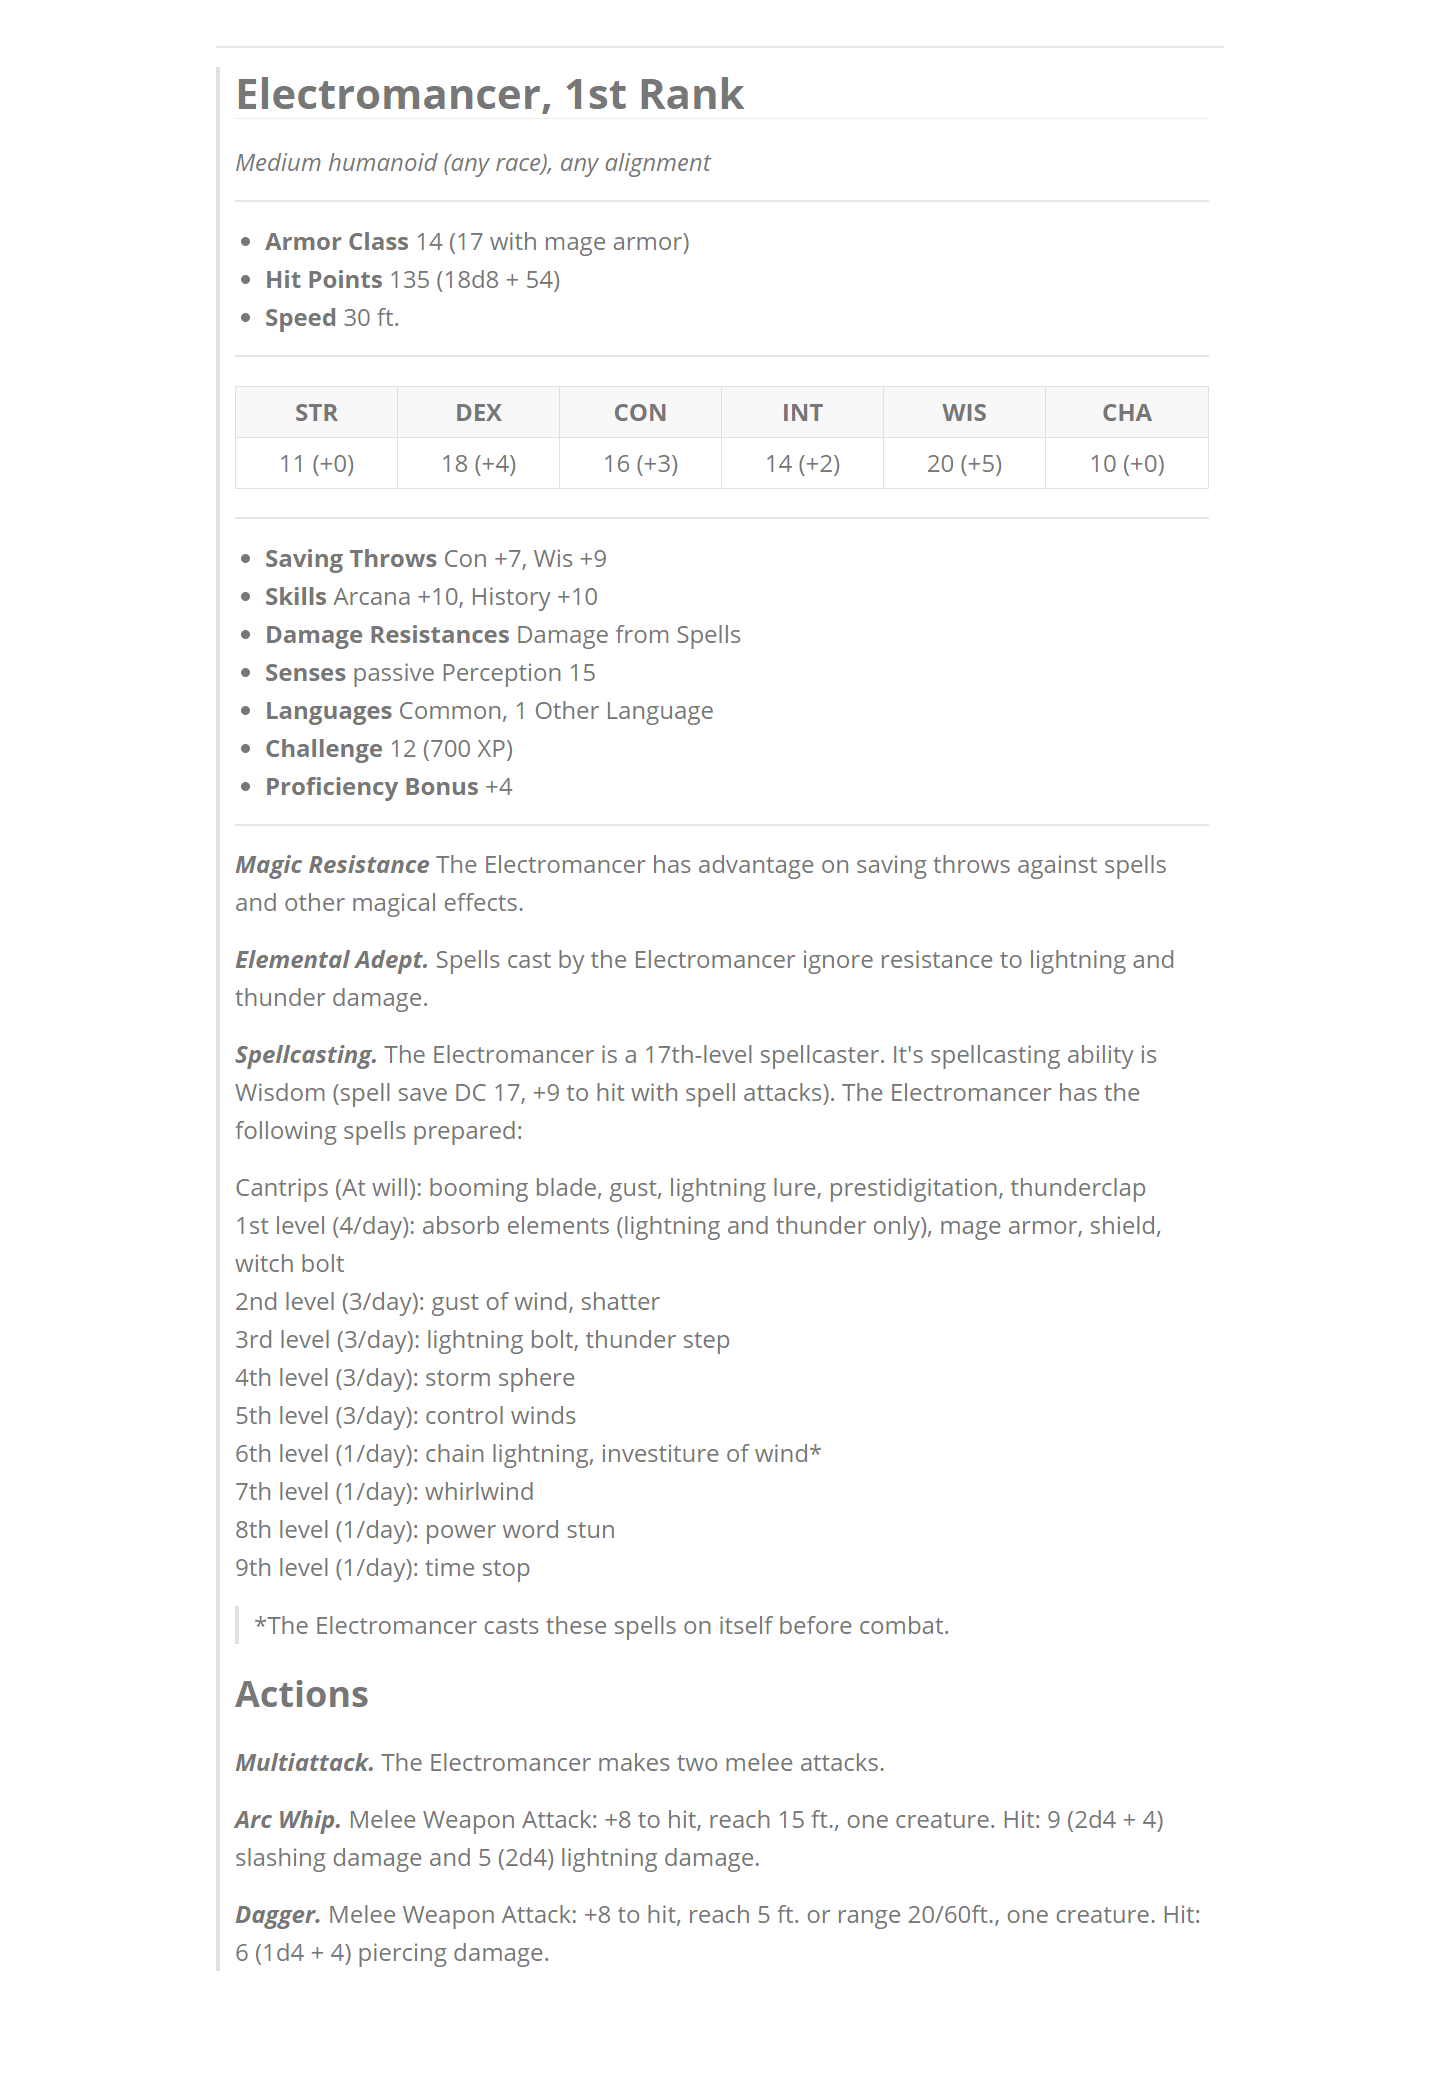 Electromancer, 1st Rank
Medium humanoid (any race), any alignment
• Armor Class 14 (17 with mage armor)
• Hit Points 135 (18d8 + 54)
• Speed 30 ft.
STR DEX CON INT WIS CHA
11 (+0) 18 (+4) 16 (+3) 14 (+2) 20 (+5) 10 (+0)
• Saving Throws Con +7, Wis +9
• Skills Arcana +10, History +10
• Damage Resistances Damage from Spells
• Senses passive Perception 15
• Languages Common, 1 Other Language
• Challenge 12 (700 XP)
• Proficiency Bonus +4
Magic Resistance The Electromancer has advantage on saving throws against spells
and other magical effects.
Elemental Adept. Spells cast by the Electromancer ignore resistance to lightning and
thunder damage.
Spellcasting. The Electromancer is a 17th-level spellcaster. It's spellcasting ability is
Wisdom (spell save DC 17, +9 to hit with spell attacks). The Electromancer has the
following spells prepared:
Cantrips (At will): booming blade, gust, lightning lure, prestidigitation, thunderclap
1st level (4/day): absorb elements (lightning and thunder only), mage armor, shield,
witch bolt
2nd level (3/day): gust of wind, shatter
3rd level (3/day): lightning bolt, thunder step
4th level (3/day): storm sphere
5th level (3/day): control winds
6th level (1/day): chain lightning, investiture of wind*
7th level (1/day): whirlwind
8th level (1/day): power word stun
9th level (1/day): time stop
*The Electromancer casts these spells on itself before combat.
Actions
Multiattack. The Electromancer makes two melee attacks.
Arc Whip. Melee Weapon Attack: +8 to hit, reach 15 ft., one creature. Hit: 9 (2d4 + 4)
slashing damage and 5 (2d4) lightning damage.
Dagger. Melee Weapon Attack: +8 to hit, reach 5 ft. or range 20/60ft., one creature. Hit:
6 (1d4 + 4) piercing damage.